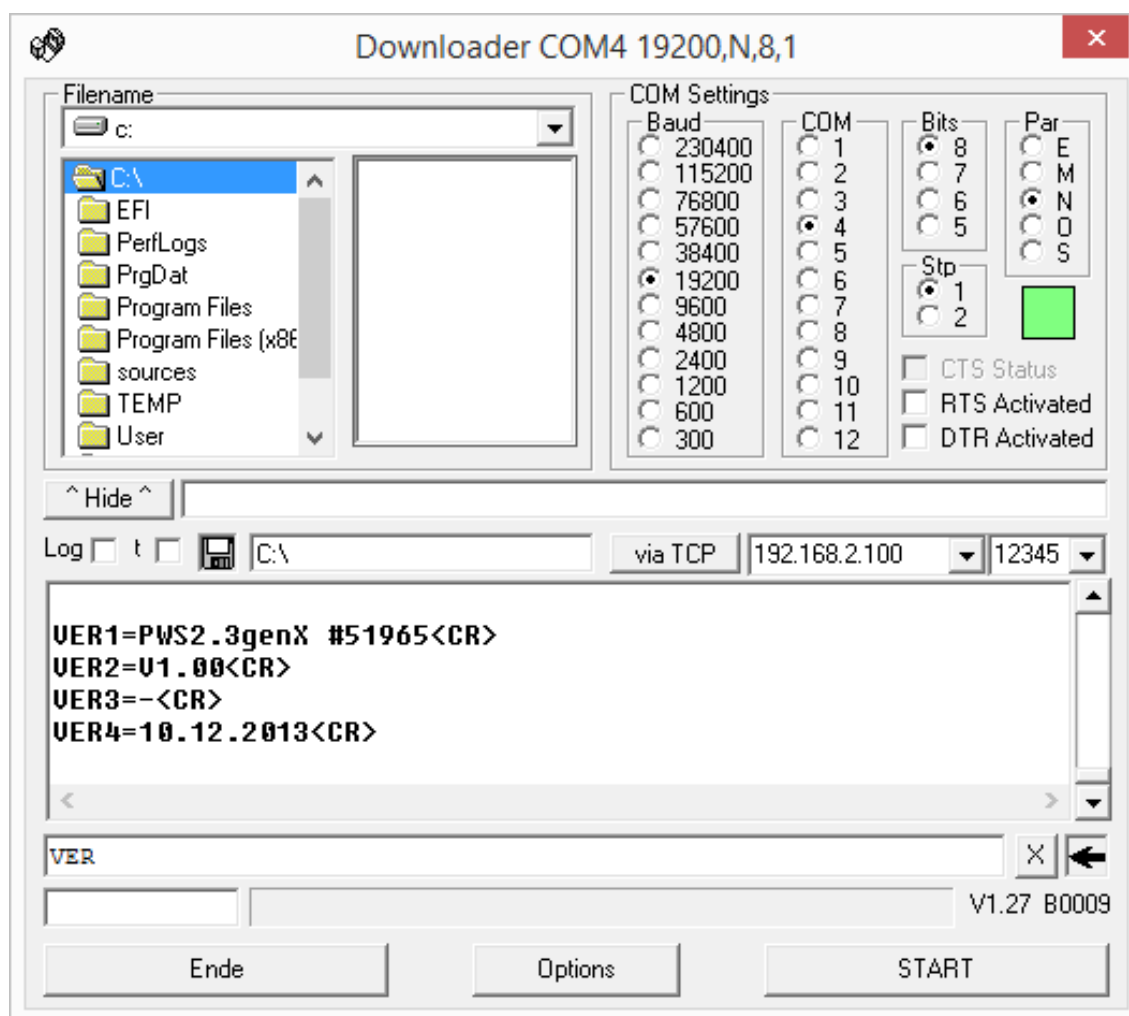 Downloader COM4 19200,N,8,1
Filename
c:
C:\
EFI
PerfLogs
PrgDat
Program Files
Program Files (x86
sources
TEMP
User
COM Settings
Baud
230400
115200
76800
57600
38400
19200
9600
4800
2400
1200
600
300
COM
1
2
3
4
5
6
7
8
9
10
11
12
Bits
8
7
6
5
Par
E
M
N
O
S
Stp
1
2
CTS Status
RTS Activated
DTR Activated
^ Hide ^
Log t C:\ via TCP 192.168.2.100 12345
VER1=PWS2.3genX #51965<CR>
VER2=V1.00<CR>
VER3=-<CR>
VER4=10.12.2013<CR>
VER X
V1.27 B0009
Ende Options START